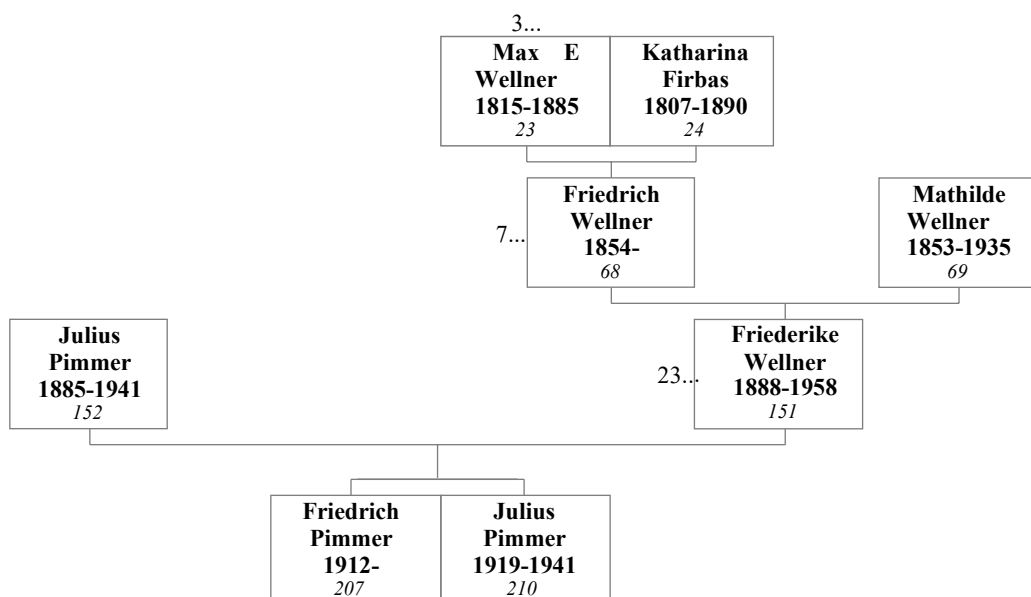 3...
Max E
Wellner
1815-1885
23
Katharina
Firbas
1807-1890
24
7...
Friedrich
Wellner
1854-
68
Mathilde
Wellner
1853-1935
69
Julius
Pimmer
1885-1941
152
23...
Friederike
Wellner
1888-1958
151
Friedrich
Pimmer
1912-
207
Julius
Pimmer
1919-1941
210